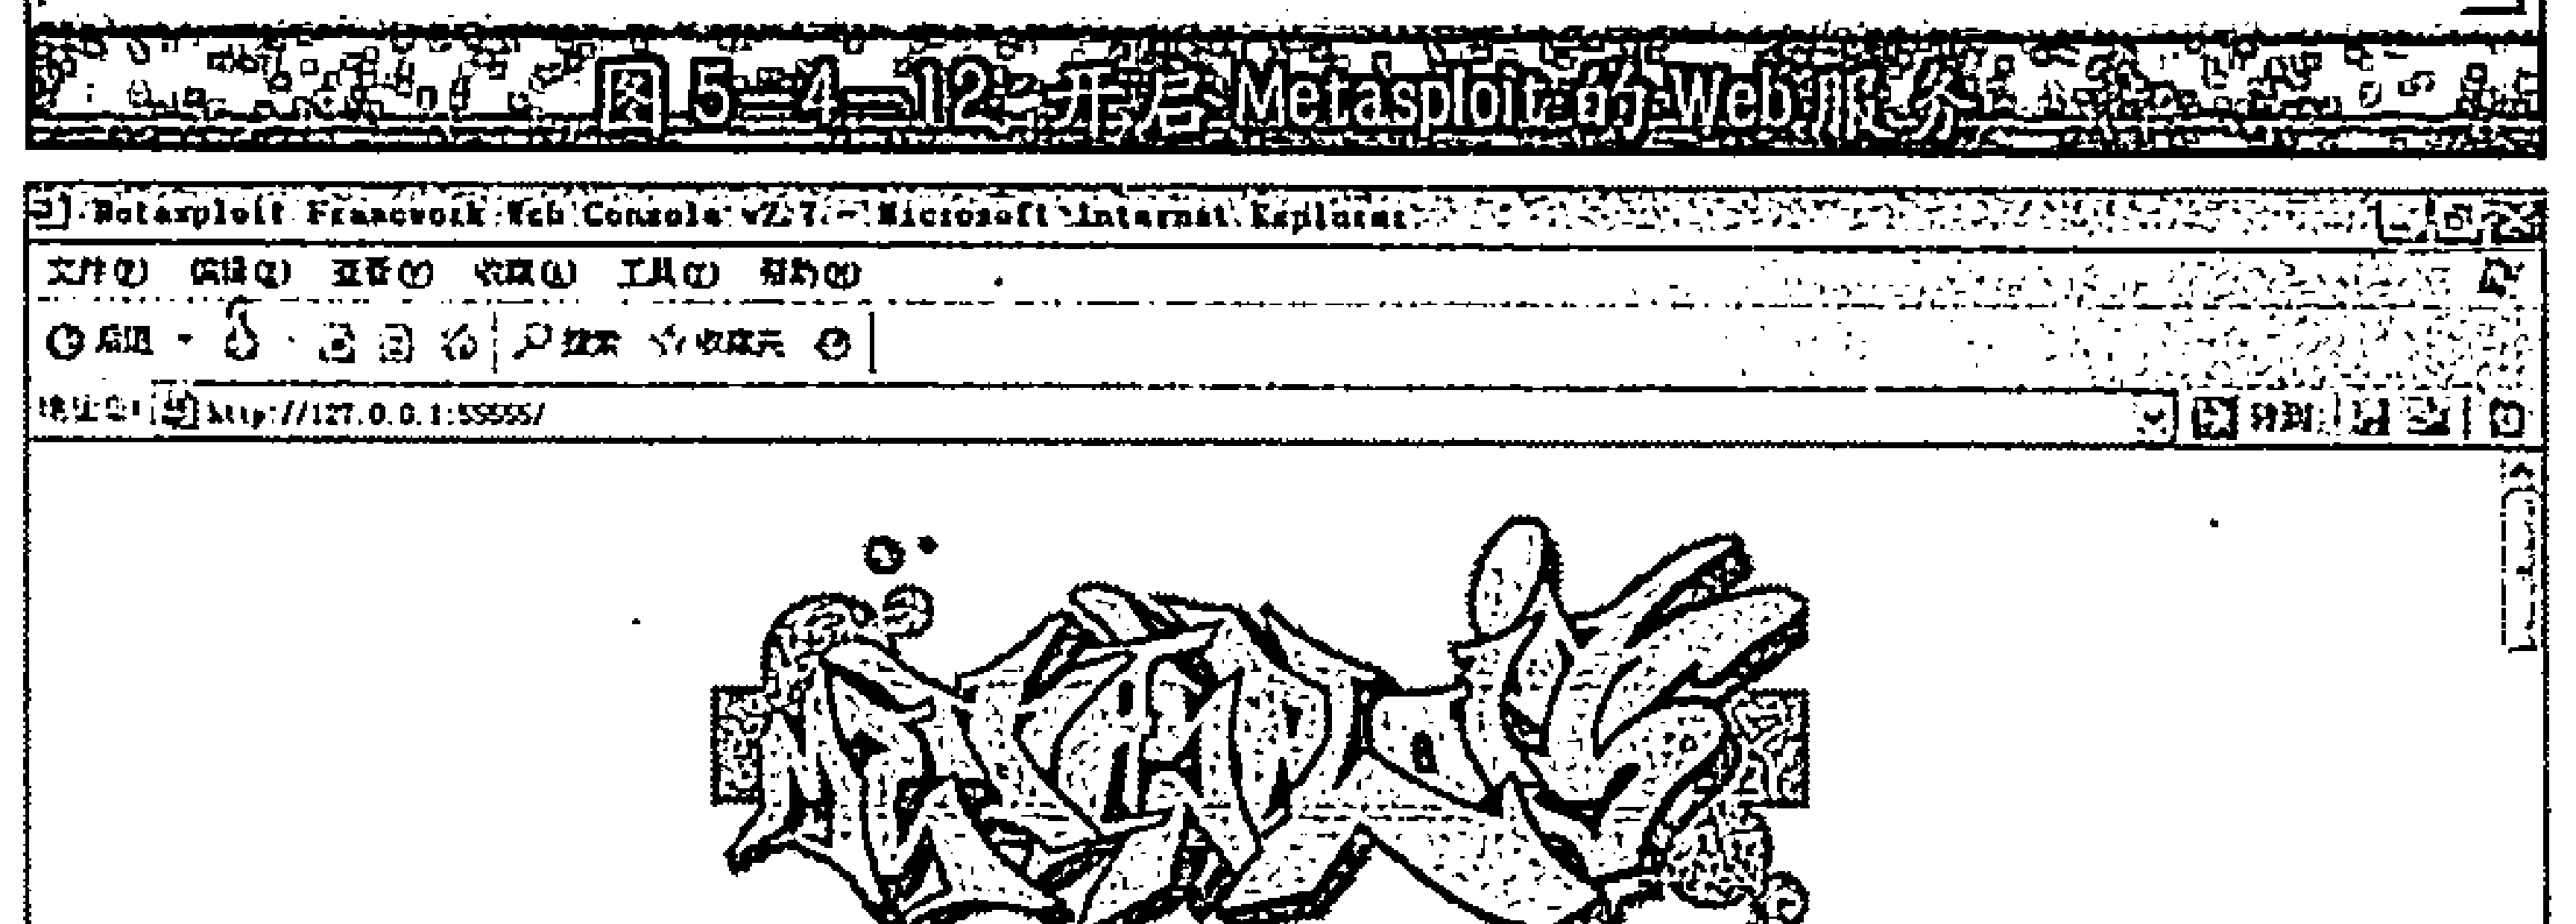 图 5-4-12 开启 Metasploit 的 Web 服务
Metasploit Framework Web Console v2.7 - Microsoft Internet Explorer
文件(F) 编辑(E) 查看(V) 收藏(A) 工具(T) 帮助(H)
后退 搜索 收藏夹
地址(D) http://127.0.0.1:55555/ 转到